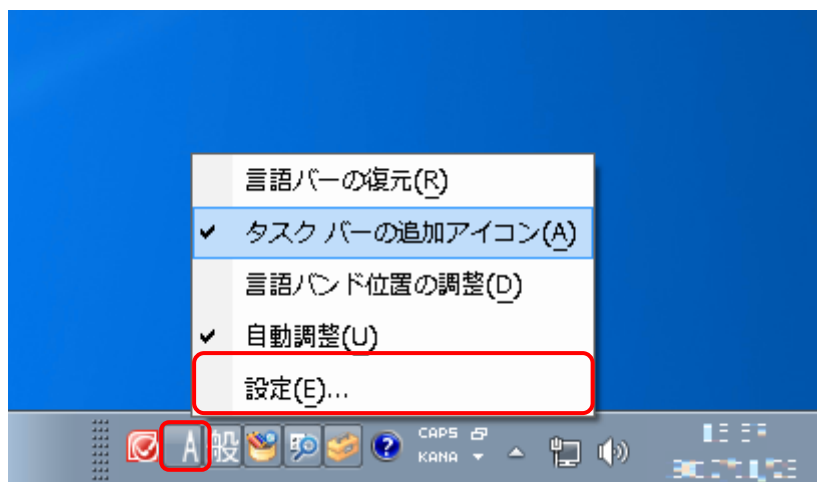 言語バーの復元(R)
タスク バーの追加アイコン(A)
言語バンド位置の調整(D)
自動調整(U)
設定(E)...
A 般 CAPS
KANA